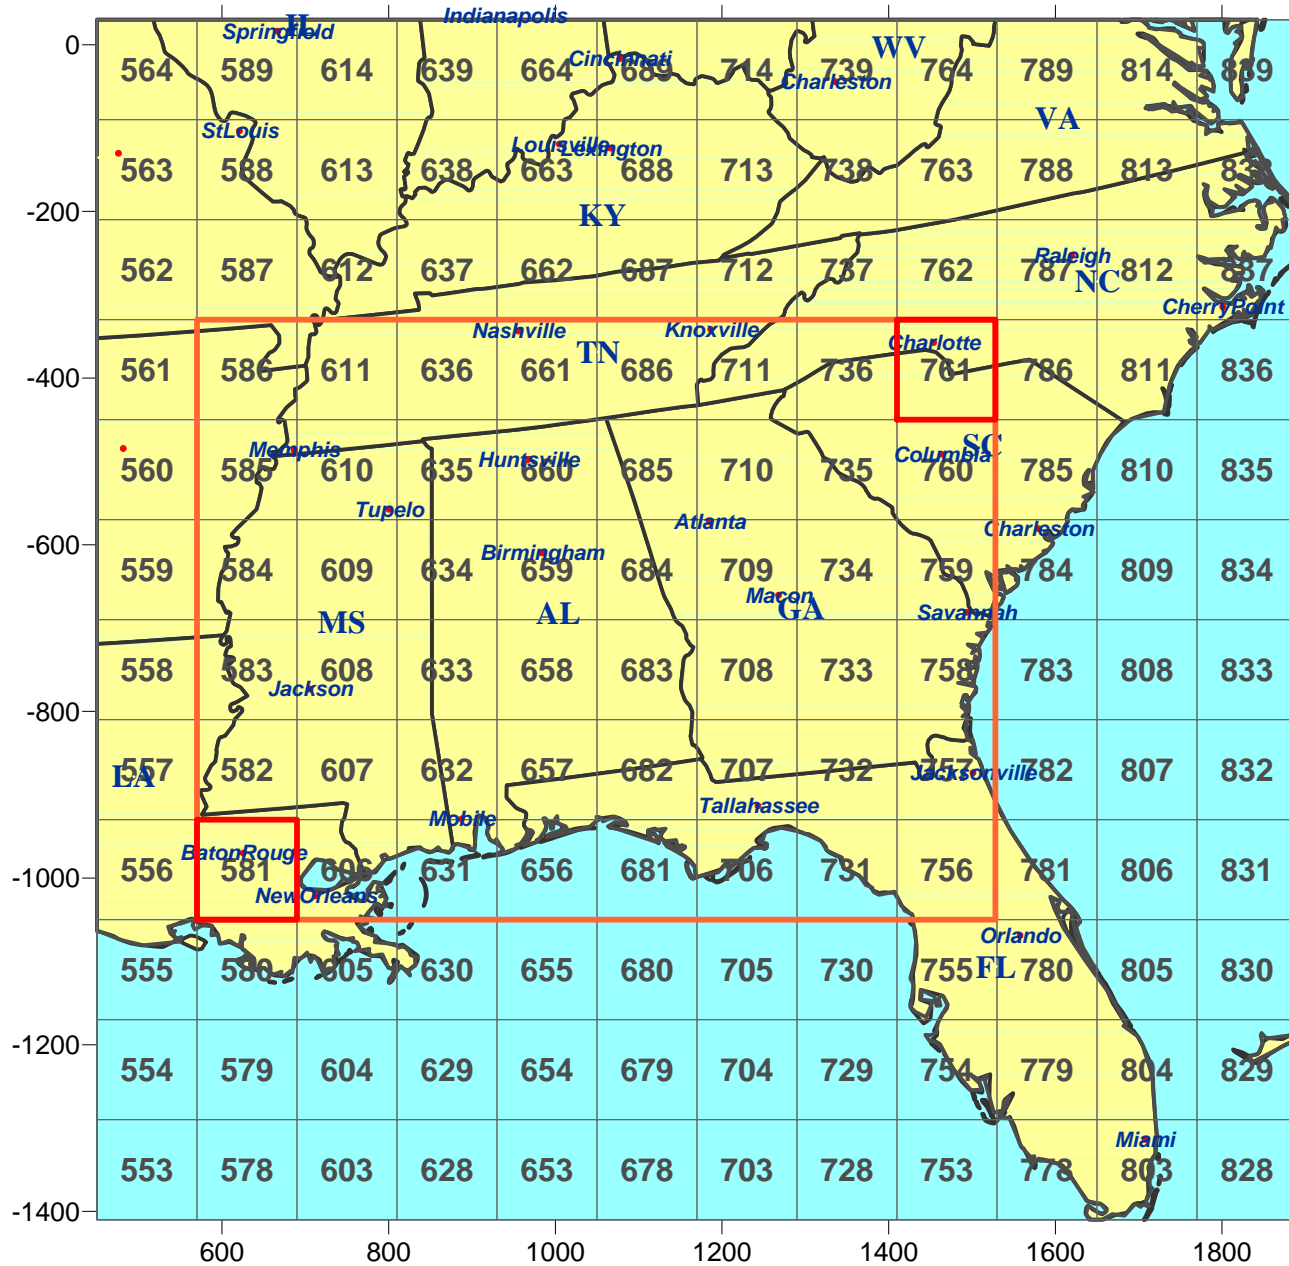 Indianapolis
Springfield IL
WV
0
Cincinnati
564 589 614 639 664 689 714 739 764 789 814 839
Charleston
VA
StLouis
Louisville Lexington
563 588 613 638 663 688 713 738 763 788 813 838
-200
KY
Raleigh
562 587 612 637 662 687 712 737 762 787 812 837
NC
CherryPoint
Nashville Knoxville Charlotte
TN
561 586 611 636 661 686 711 736 761 786 811 836
-400
SC
Memphis Huntsville Columbia
560 585 610 635 660 685 710 735 760 785 810 835
Tupelo Atlanta Charleston
-600
Birmingham
559 584 609 634 659 684 709 734 759 784 809 834
Macon
MS AL GA Savannah
558 583 608 633 658 683 708 733 758 783 808 833
Jackson
-800
LA
557 582 607 632 657 682 707 732 757 782 807 832
Jacksonville
Mobile Tallahassee
BatonRouge
556 581 606 631 656 681 706 731 756 781 806 831
-1000
NewOrleans
Orlando
555 580 605 630 655 680 705 730 755 780 805 830
FL
-1200
554 579 604 629 654 679 704 729 754 779 804 829
Miami
553 578 603 628 653 678 703 728 753 778 803 828
-1400
600 800 1000 1200 1400 1600 1800